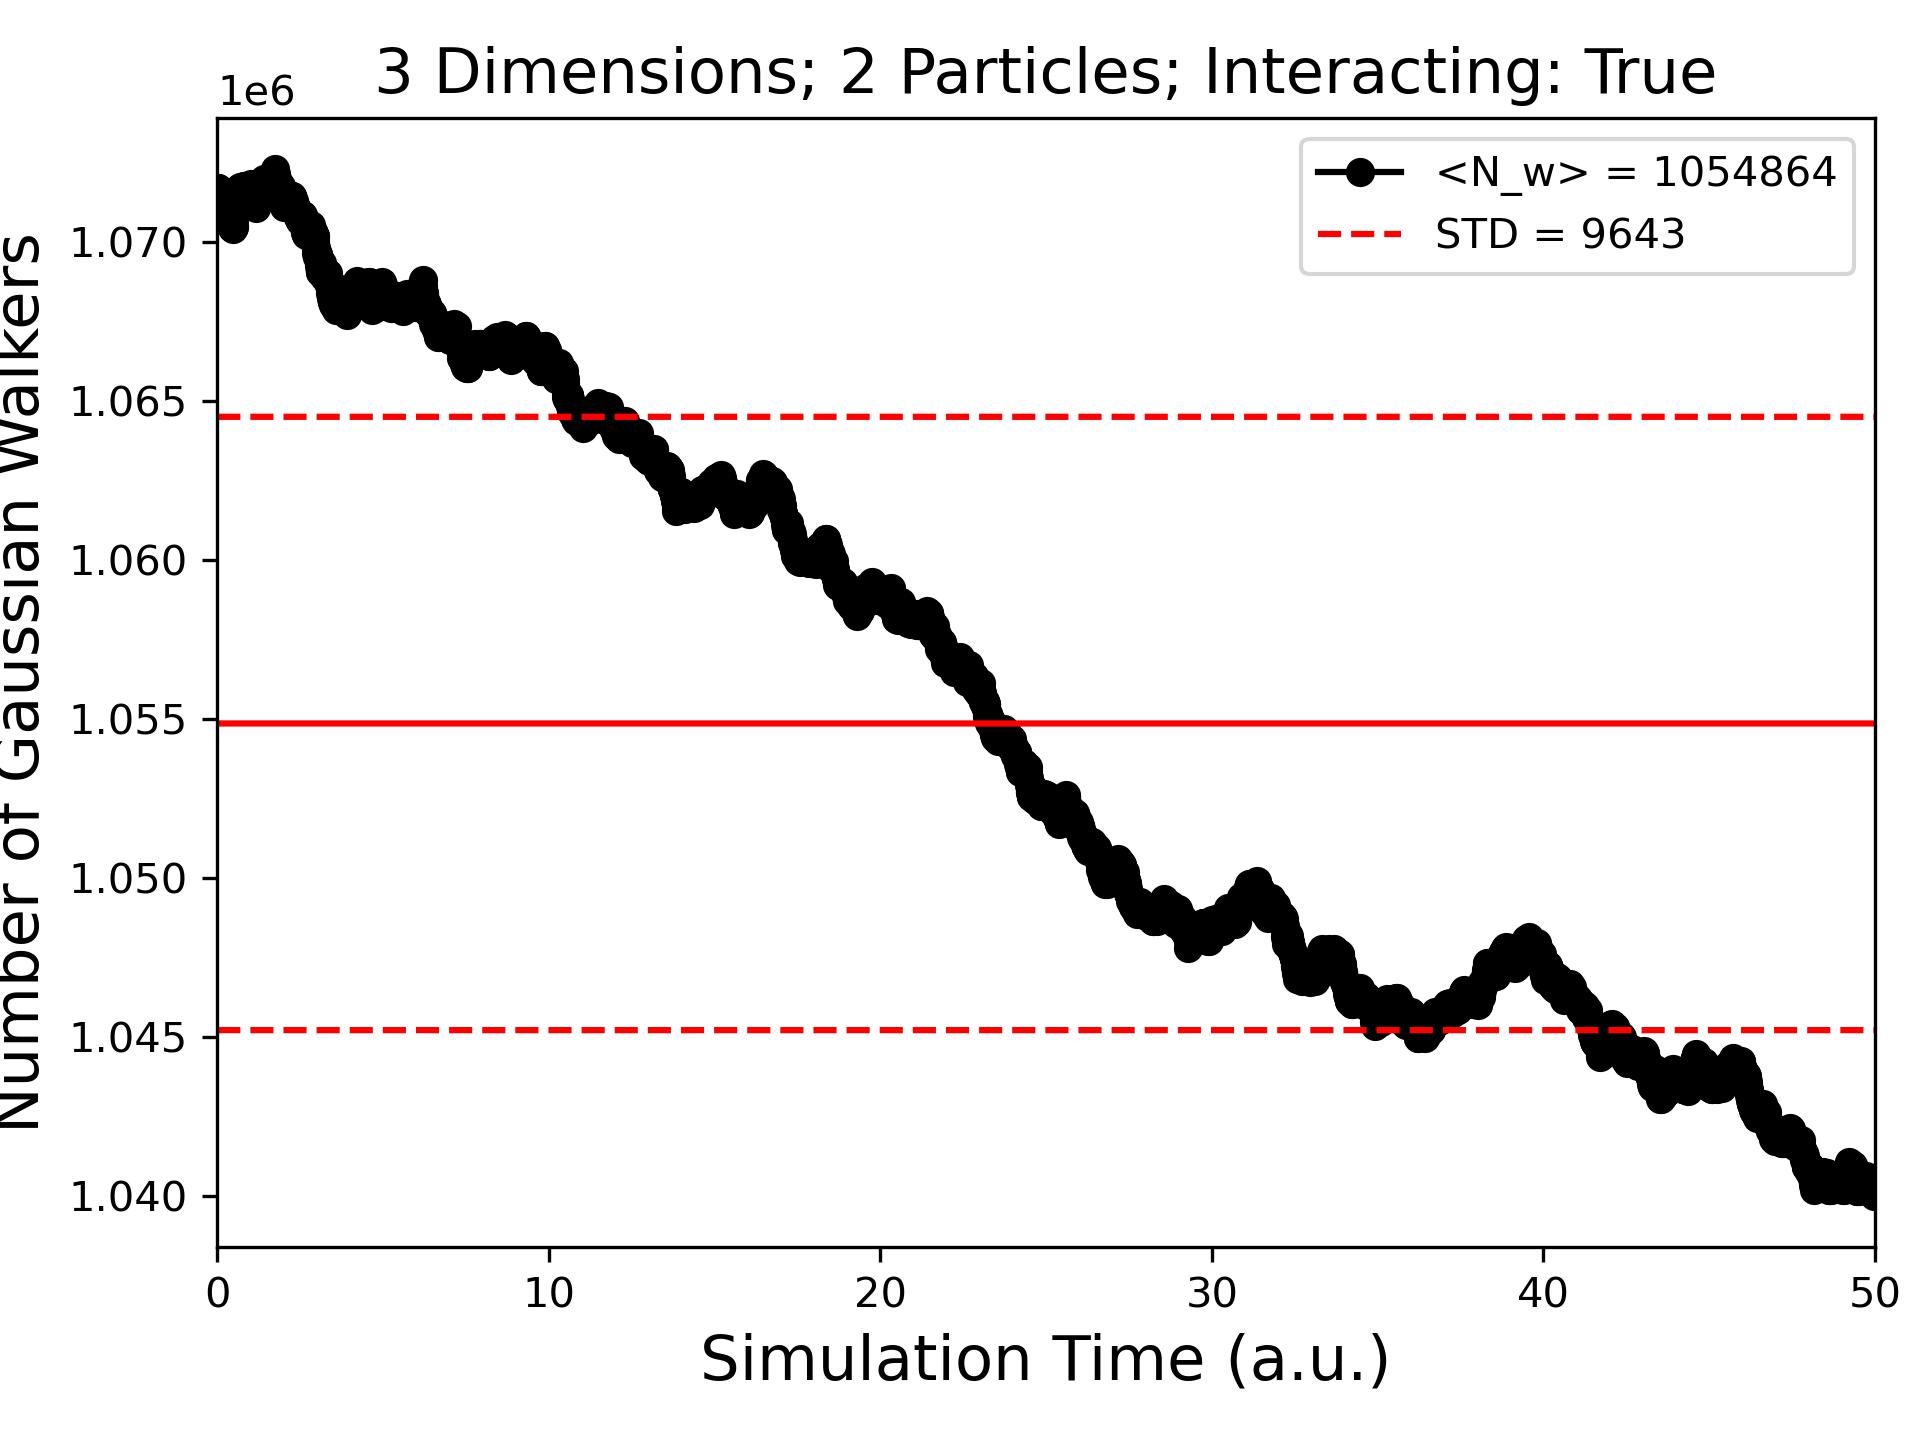 3 Dimensions; 2 Particles; Interacting: True
1e6
<N_w> = 1054864
STD = 9643
Number of Gaussian Walkers
1.070
1.065
1.060
1.055
1.050
1.045
1.040
0 10 20 30 40 50
Simulation Time (a.u.)